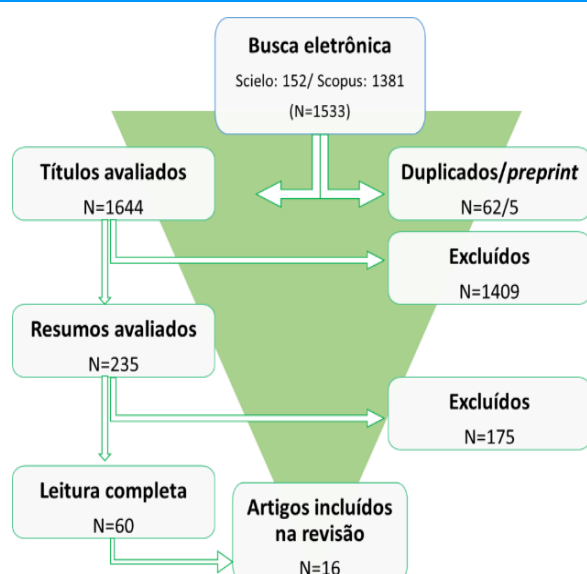 Busca eletrônica
Scielo: 152/ Scopus: 1381
(N=1533)
Títulos avaliados
N=1644
Duplicados/preprint
N=62/5
Excluídos
N=1409
Resumos avaliados
N=235
Excluídos
N=175
Leitura completa
N=60
Artigos incluídos
na revisão
N=16